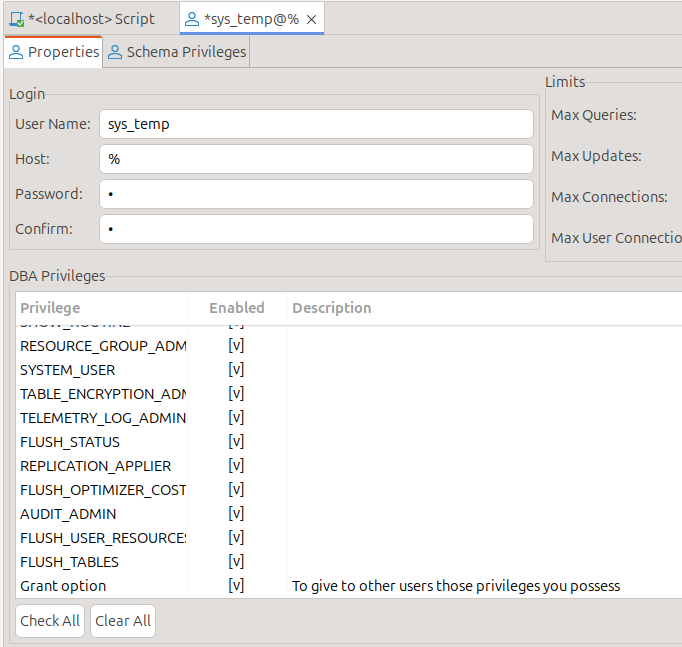 *<localhost> Script
*sys_temp@%
Properties
Schema Privileges
Login
User Name: sys_temp
Host: %
Password: •
Confirm: •
Limits
Max Queries:
Max Updates:
Max Connections:
Max User Connectio
DBA Privileges
Privilege Enabled Description
SHOW_ROUTINE [v]
RESOURCE_GROUP_ADM [v]
SYSTEM_USER [v]
TABLE_ENCRYPTION_ADM [v]
TELEMETRY_LOG_ADMIN [v]
FLUSH_STATUS [v]
REPLICATION_APPLIER [v]
FLUSH_OPTIMIZER_COST [v]
AUDIT_ADMIN [v]
FLUSH_USER_RESOURCES [v]
FLUSH_TABLES [v]
Grant option [v] To give to other users those privileges you possess
Check All
Clear All